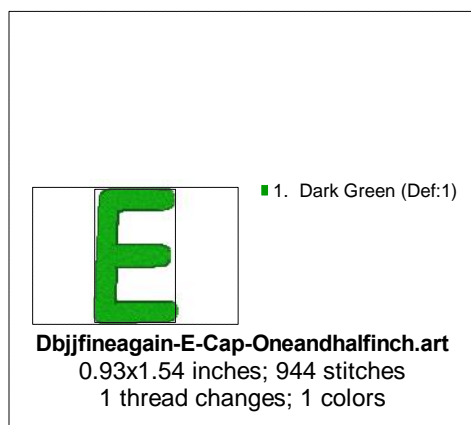 1. Dark Green (Def:1)
E
Dbjjfineagain-E-Cap-Oneandhalfinch.art
0.93x1.54 inches; 944 stitches
1 thread changes; 1 colors